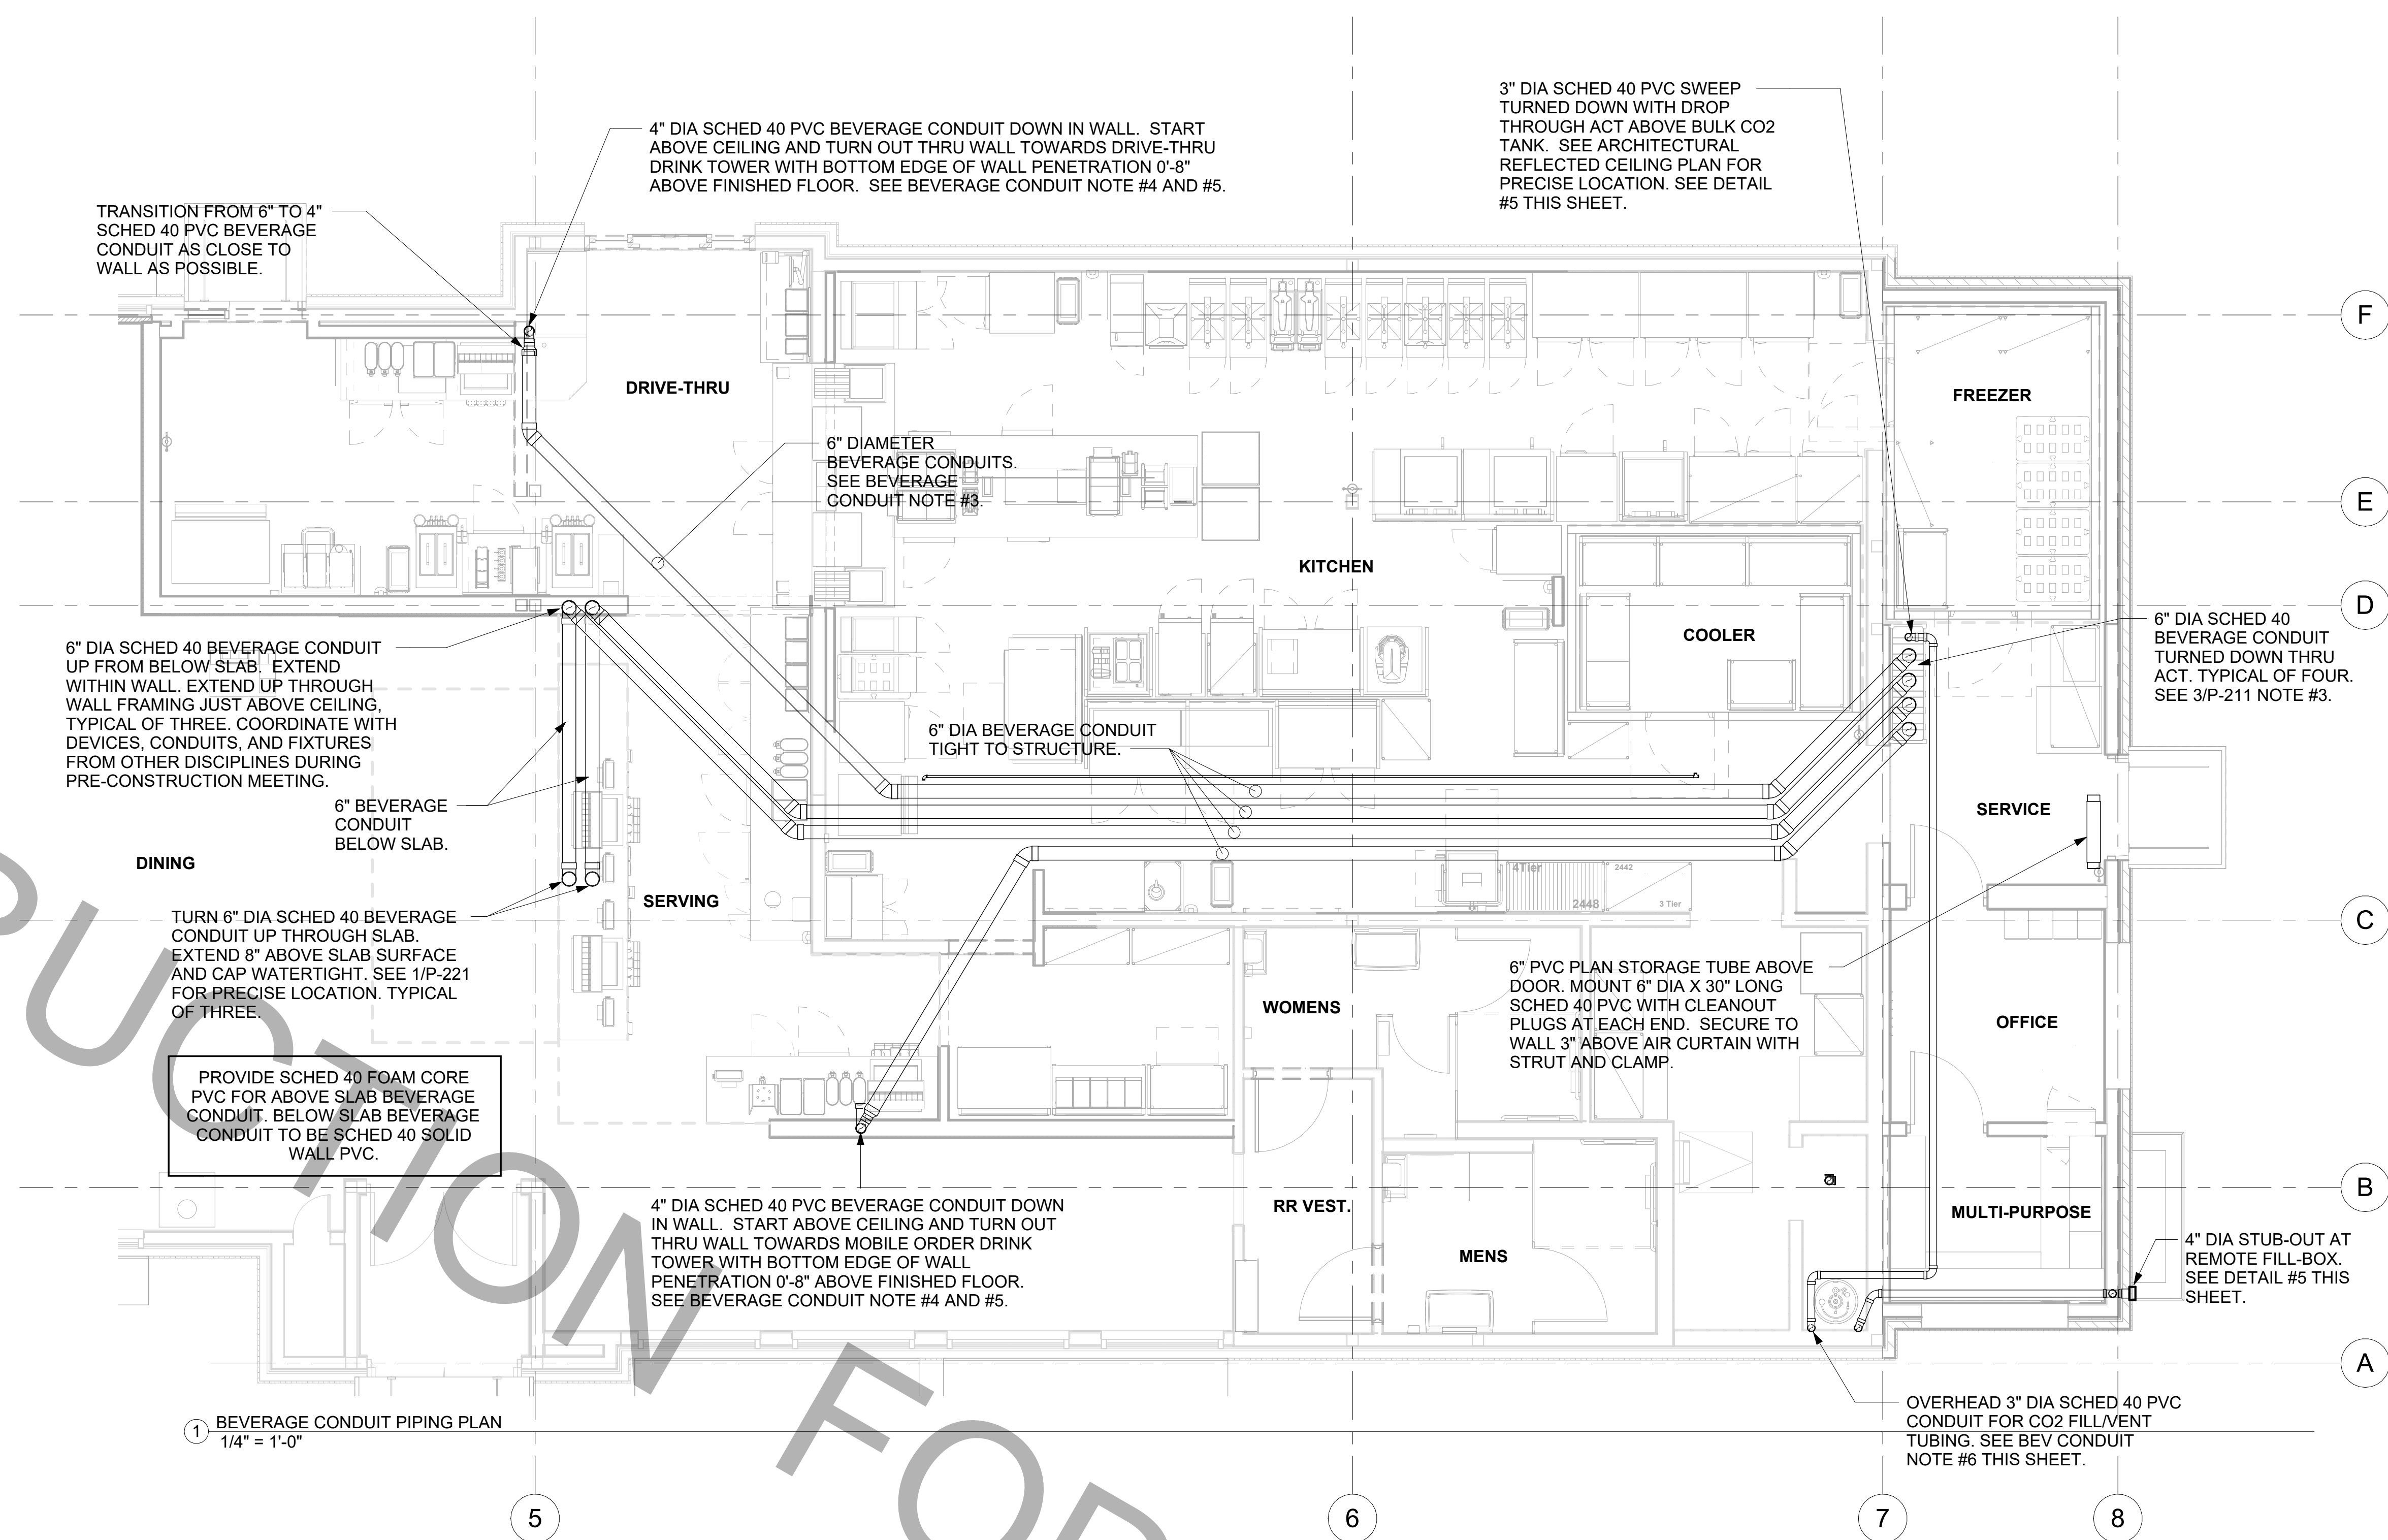 3" DIA SCHED 40 PVC SWEEP
TURNED DOWN WITH DROP
THROUGH ACT ABOVE BULK CO2
TANK. SEE ARCHITECTURAL
REFLECTED CEILING PLAN FOR
PRECISE LOCATION. SEE DETAIL
#5 THIS SHEET.
4" DIA SCHED 40 PVC BEVERAGE CONDUIT DOWN IN WALL. START
ABOVE CEILING AND TURN OUT THRU WALL TOWARDS DRIVE-THRU
DRINK TOWER WITH BOTTOM EDGE OF WALL PENETRATION 0'-8"
ABOVE FINISHED FLOOR. SEE BEVERAGE CONDUIT NOTE #4 AND #5.
TRANSITION FROM 6" TO 4"
SCHED 40 PVC BEVERAGE
CONDUIT AS CLOSE TO
WALL AS POSSIBLE.
F
DRIVE-THRU
FREEZER
6" DIAMETER
BEVERAGE CONDUITS.
SEE BEVERAGE
CONDUIT NOTE #3.
E
KITCHEN
D
COOLER
6" DIA SCHED 40
BEVERAGE CONDUIT
TURNED DOWN THRU
ACT. TYPICAL OF FOUR.
SEE 3/P-211 NOTE #3.
6" DIA SCHED 40 BEVERAGE CONDUIT
UP FROM BELOW SLAB. EXTEND
WITHIN WALL. EXTEND UP THROUGH
WALL FRAMING JUST ABOVE CEILING,
TYPICAL OF THREE. COORDINATE WITH
DEVICES, CONDUITS, AND FIXTURES
FROM OTHER DISCIPLINES DURING
PRE-CONSTRUCTION MEETING.
6" DIA BEVERAGE CONDUIT
TIGHT TO STRUCTURE.
6" BEVERAGE
CONDUIT
BELOW SLAB.
SERVICE
DINING
4Tier
2442
2448
3 Tier
SERVING
TURN 6" DIA SCHED 40 BEVERAGE
CONDUIT UP THROUGH SLAB.
EXTEND 8" ABOVE SLAB SURFACE
AND CAP WATERTIGHT. SEE 1/P-221
FOR PRECISE LOCATION. TYPICAL
OF THREE.
C
6" PVC PLAN STORAGE TUBE ABOVE
DOOR. MOUNT 6" DIA X 30" LONG
SCHED 40 PVC WITH CLEANOUT
PLUGS AT EACH END. SECURE TO
WALL 3" ABOVE AIR CURTAIN WITH
STRUT AND CLAMP.
WOMENS
OFFICE
PROVIDE SCHED 40 FOAM CORE
PVC FOR ABOVE SLAB BEVERAGE
CONDUIT. BELOW SLAB BEVERAGE
CONDUIT TO BE SCHED 40 SOLID
WALL PVC.
B
4" DIA SCHED 40 PVC BEVERAGE CONDUIT DOWN
IN WALL. START ABOVE CEILING AND TURN OUT
THRU WALL TOWARDS MOBILE ORDER DRINK
TOWER WITH BOTTOM EDGE OF WALL
PENETRATION 0'-8" ABOVE FINISHED FLOOR.
SEE BEVERAGE CONDUIT NOTE #4 AND #5.
RR VEST.
MENS
MULTI-PURPOSE
4" DIA STUB-OUT AT
REMOTE FILL-BOX.
SEE DETAIL #5 THIS
SHEET.
A
OVERHEAD 3" DIA SCHED 40 PVC
CONDUIT FOR CO2 FILL/VENT
TUBING. SEE BEV CONDUIT
NOTE #6 THIS SHEET.
1
BEVERAGE CONDUIT PIPING PLAN
1/4" = 1'-0"
5
6
7
8
UCTION FOR